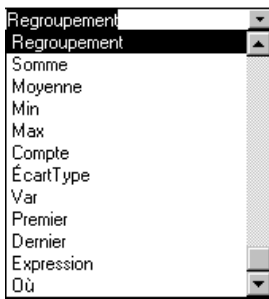 Regroupement
Regroupement
Somme
Moyenne
Min
Max
Compte
ÉcartType
Var
Premier
Dernier
Expression
Où